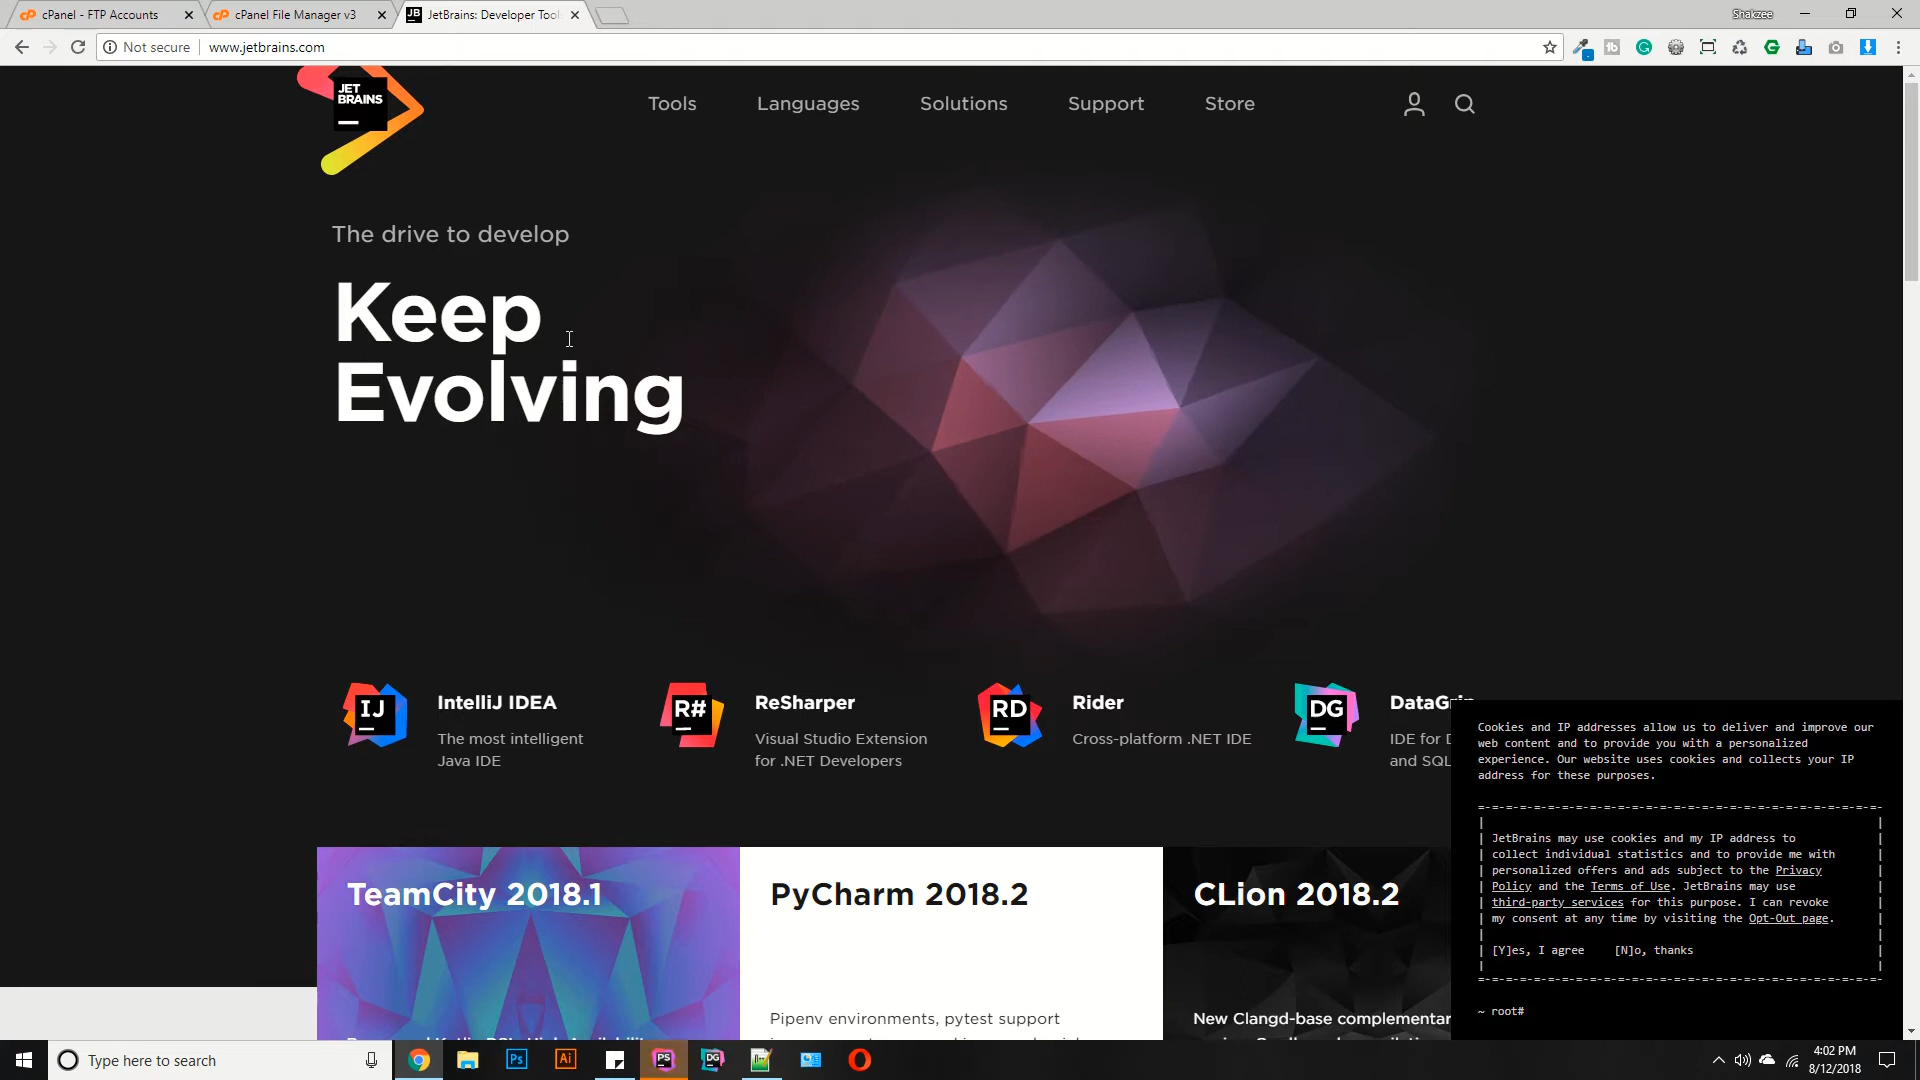 cPanel - FTP Accounts
cPanel File Manager v3
JetBrains: Developer Tool
Shakzee
Not secure
www.jetbrains.com
JET
BRAINS
Tools
Languages
Solutions
Support
Store
The drive to develop
Keep
Evolving
IJ
IntelliJ IDEA
The most intelligent
Java IDE
R#
ReSharper
Visual Studio Extension
for .NET Developers
RD
Rider
Cross-platform .NET IDE
DG
DataGrip
IDE for D
and SQL
Cookies and IP addresses allow us to deliver and improve our
web content and to provide you with a personalized
experience. Our website uses cookies and collects your IP
address for these purposes.
JetBrains may use cookies and my IP address to
collect individual statistics and to provide me with
personalized offers and ads subject to the Privacy
Policy and the Terms of Use. JetBrains may use
third-party services for this purpose. I can revoke
my consent at any time by visiting the Opt-Out page.
[Y]es, I agree [N]o, thanks
~ root#
TeamCity 2018.1
PyCharm 2018.2
Pipenv environments, pytest support
CLion 2018.2
New Clangd-base complementar
Type here to search
Ps
Ai
PS
DG
4:02 PM
8/12/2018